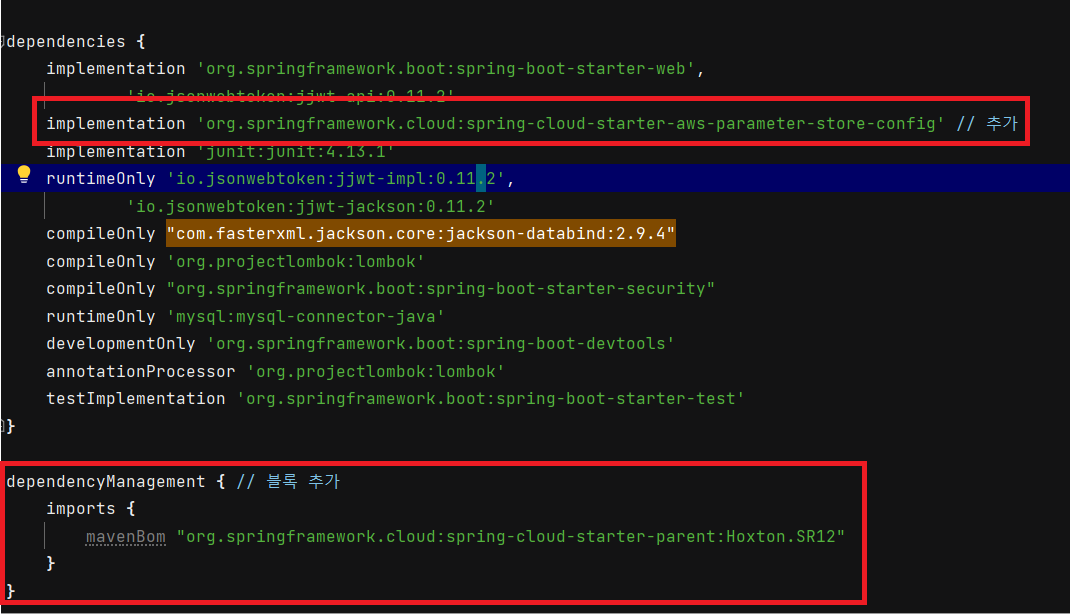 dependencies {
implementation 'org.springframework.boot:spring-boot-starter-web',
'io.jsonwebtoken:jjwt-api:0.11.2'
implementation 'org.springframework.cloud:spring-cloud-starter-aws-parameter-store-config' // 추가
implementation 'junit:junit:4.13.1'
runtimeOnly 'io.jsonwebtoken:jjwt-impl:0.11.2',
'io.jsonwebtoken:jjwt-jackson:0.11.2'
compileOnly "com.fasterxml.jackson.core:jackson-databind:2.9.4"
compileOnly 'org.projectlombok:lombok'
compileOnly "org.springframework.boot:spring-boot-starter-security"
runtimeOnly 'mysql:mysql-connector-java'
developmentOnly 'org.springframework.boot:spring-boot-devtools'
annotationProcessor 'org.projectlombok:lombok'
testImplementation 'org.springframework.boot:spring-boot-starter-test'
}
dependencyManagement { // 블록 추가
imports {
mavenBom "org.springframework.cloud:spring-cloud-starter-parent:Hoxton.SR12"
}
}